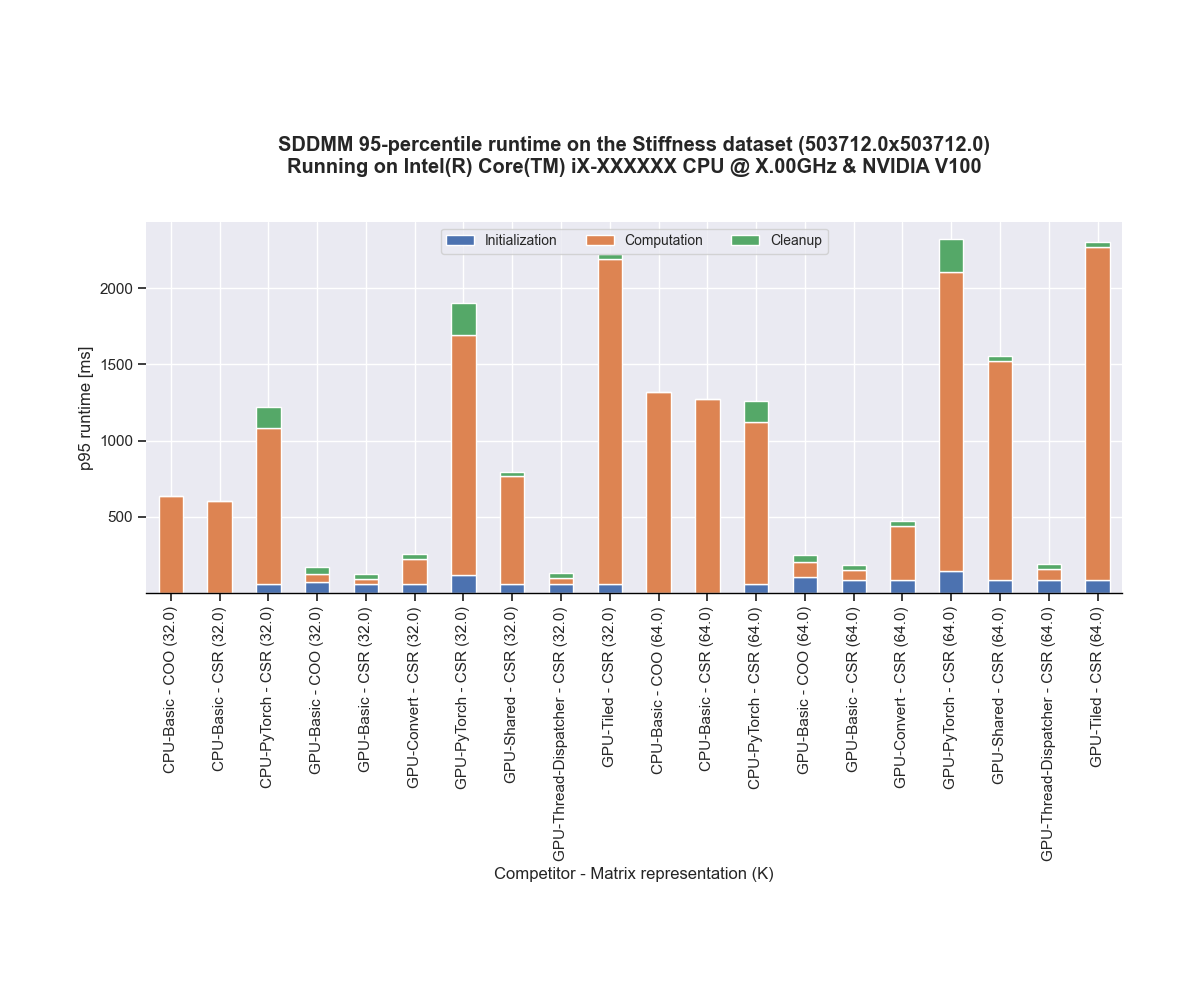 SDDMM 95-percentile runtime on the Stiffness dataset (503712.0x503712.0)
Running on Intel(R) Core(TM) iX-XXXXXX CPU @ X.00GHz & NVIDIA V100
Initialization
Computation
Cleanup
p95 runtime [ms]
2000
1500
1000
500
CPU-Basic - COO (32.0)
CPU-Basic - CSR (32.0)
CPU-PyTorch - CSR (32.0)
GPU-Basic - COO (32.0)
GPU-Basic - CSR (32.0)
GPU-Convert - CSR (32.0)
GPU-PyTorch - CSR (32.0)
GPU-Shared - CSR (32.0)
GPU-Thread-Dispatcher - CSR (32.0)
GPU-Tiled - CSR (32.0)
CPU-Basic - COO (64.0)
CPU-Basic - CSR (64.0)
CPU-PyTorch - CSR (64.0)
GPU-Basic - COO (64.0)
GPU-Basic - CSR (64.0)
GPU-Convert - CSR (64.0)
GPU-PyTorch - CSR (64.0)
GPU-Shared - CSR (64.0)
GPU-Thread-Dispatcher - CSR (64.0)
GPU-Tiled - CSR (64.0)
Competitor - Matrix representation (K)